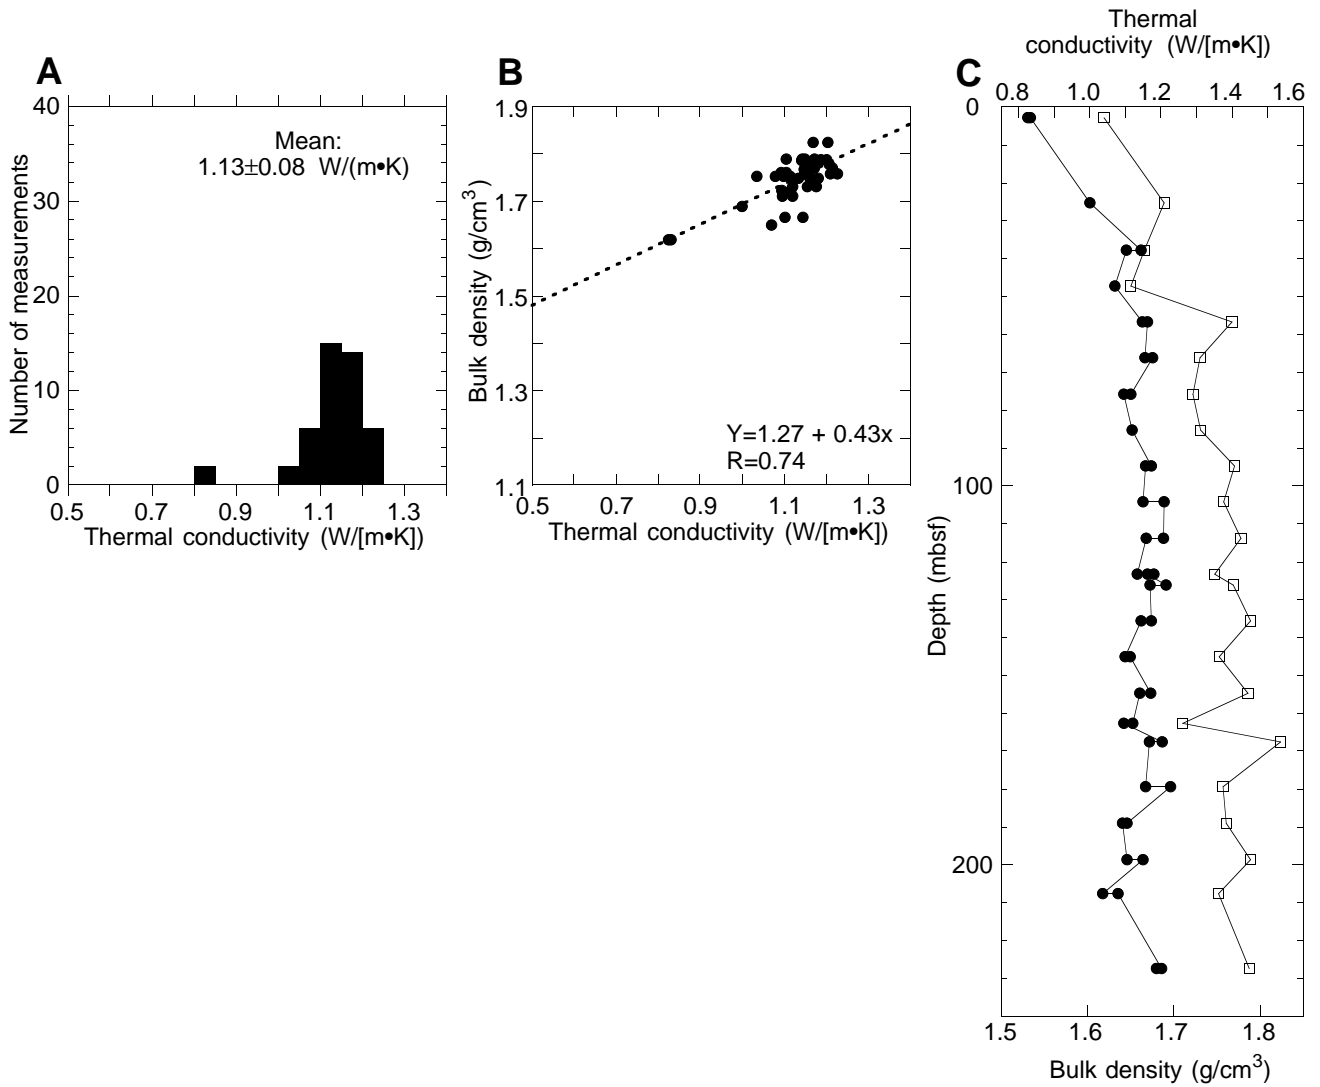 A
40
30
20
10
0
Number of measurements
Mean:
1.13±0.08 W/(m•K)
0.5 0.7 0.9 1.1 1.3
Thermal conductivity (W/[m•K])
B
1.9
1.7
1.5
1.3
1.1
Bulk density (g/cm³)
Y=1.27 + 0.43x
R=0.74
0.5 0.7 0.9 1.1 1.3
Thermal conductivity (W/[m•K])
C
Thermal
conductivity (W/[m•K])
0.8 1.0 1.2 1.4 1.6
0
100
200
Depth (mbsf)
1.5 1.6 1.7 1.8
Bulk density (g/cm³)